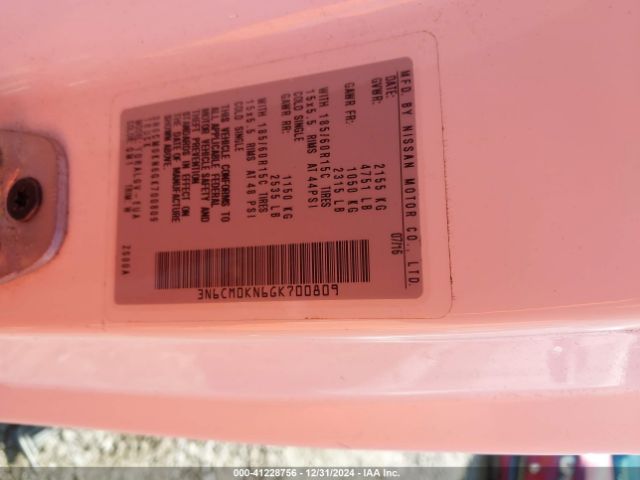 MFD. BY NISSAN MOTOR CO., LTD.
DATE: 07/16
GVWR: 2155 KG
4751 LB
GAWR FR: 1050 KG
2315 LB
WITH 185/60R15C TIRES
15x5.5 RIMS AT 44PSI
COLD SINGLE
GAWR RR: 1150 KG
2535 LB
WITH 185/60R15C TIRES
15x5.5 RIMS AT 48 PSI
COLD SINGLE
THIS VEHICLE CONFORMS TO
ALL APPLICABLE FEDERAL
MOTOR VEHICLE SAFETY AND
THEFT PREVENTION
STANDARDS IN EFFECT ON
THE DATE OF MANUFACTURE
SHOWN ABOVE.
TRUCK
TRIM:
3N6CM0KN6GK700809
000-41228756 - 12/31/2024 - IAA Inc.